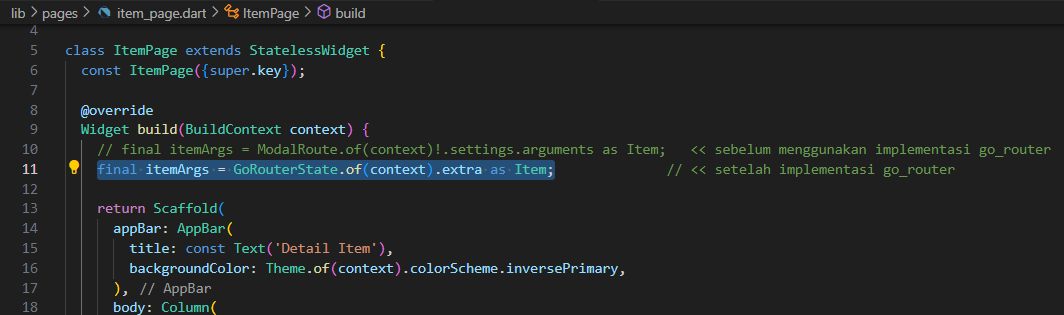 lib > pages > item_page.dart > ItemPage > build
4
5 class ItemPage extends StatelessWidget {
6 const ItemPage({super.key});
7
8 @override
9 Widget build(BuildContext context) {
10 // final itemArgs = ModalRoute.of(context)!.settings.arguments as Item; << sebelum menggunakan implementasi go_router
11 final itemArgs = GoRouterState.of(context).extra as Item; // << setelah implementasi go_router
12
13 return Scaffold(
14 appBar: AppBar(
15 title: const Text('Detail Item'),
16 backgroundColor: Theme.of(context).colorScheme.inversePrimary,
17 ), // AppBar
18 body: Column(